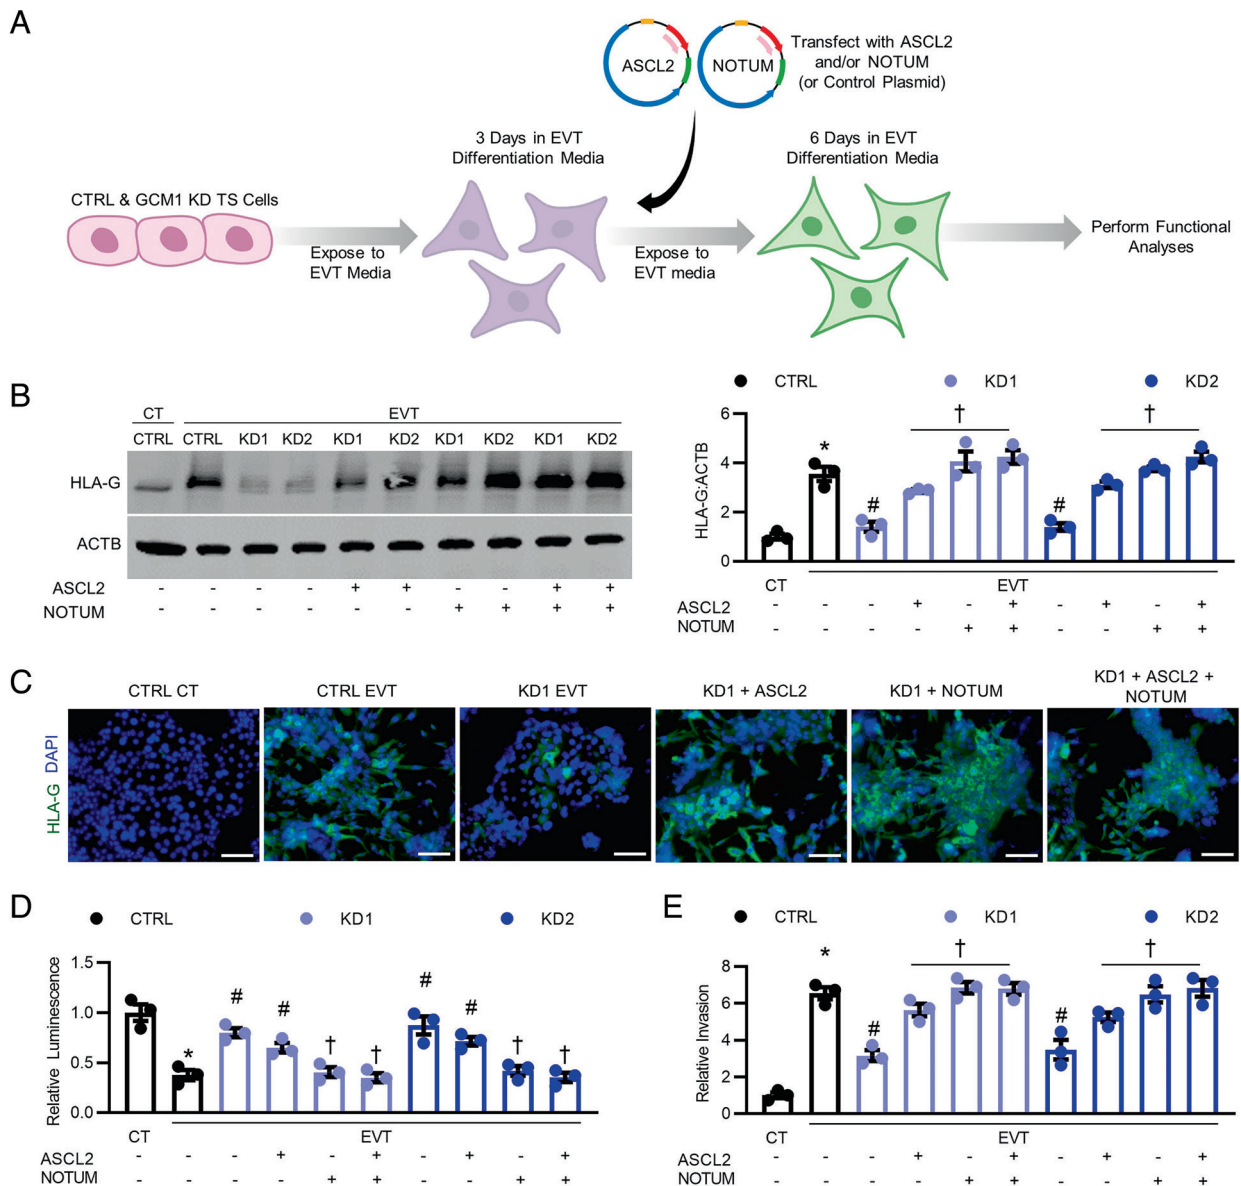 A
ASCL2
NOTUM
Transfect with ASCL2
and/or NOTUM
(or Control Plasmid)
3 Days in EVT
Differentiation Media
6 Days in EVT
Differentiation Media
CTRL & GCM1 KD TS Cells
Expose to
EVT Media
Expose to
EVT media
Perform Functional
Analyses
B
CT EVT
CTRL CTRL KD1 KD2 KD1 KD2 KD1 KD2 KD1 KD2
HLA-G
ACTB
ASCL2 - - - - + + - - + +
NOTUM - - - - - - + + + +
CTRL KD1 KD2
HLA-G:ACTB
6
4
2
0
* # † # †
CT EVT
ASCL2 - - - + - + - + - +
NOTUM - - - - + + - - + +
C
CTRL CT
CTRL EVT
KD1 EVT
KD1 + ASCL2
KD1 + NOTUM
KD1 + ASCL2 +
NOTUM
HLA-G DAPI
D
CTRL KD1 KD2
Relative Luminescence
1.5
1.0
0.5
0.0
* # # † † # # † †
CT EVT
ASCL2 - - - + - + - + - +
NOTUM - - - - + + - - + +
E
CTRL KD1 KD2
Relative Invasion
8
6
4
2
0
* # † # †
CT EVT
ASCL2 - - - + - + - + - +
NOTUM - - - - + + - - + +